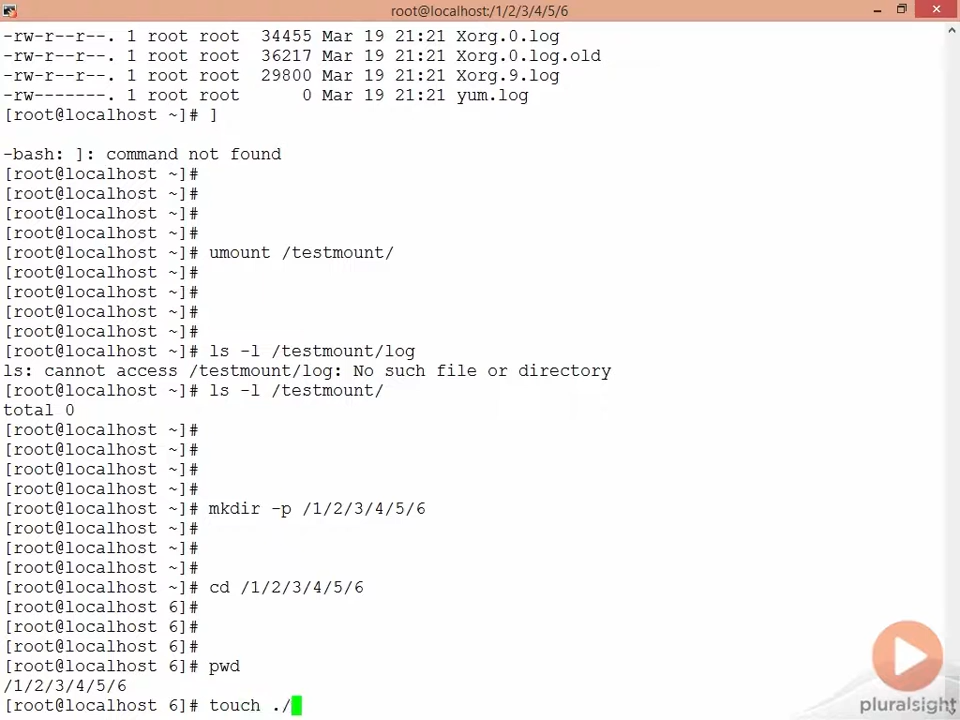 root@localhost:/1/2/3/4/5/6
-rw-r--r--. 1 root root  34455 Mar 19 21:21 Xorg.0.log
-rw-r--r--. 1 root root  36217 Mar 19 21:21 Xorg.0.log.old
-rw-r--r--. 1 root root  29800 Mar 19 21:21 Xorg.9.log
-rw-------. 1 root root      0 Mar 19 21:21 yum.log
[root@localhost ~]# ]
-bash: ]: command not found
[root@localhost ~]#
[root@localhost ~]#
[root@localhost ~]#
[root@localhost ~]#
[root@localhost ~]# umount /testmount/
[root@localhost ~]#
[root@localhost ~]#
[root@localhost ~]#
[root@localhost ~]#
[root@localhost ~]# ls -l /testmount/log
ls: cannot access /testmount/log: No such file or directory
[root@localhost ~]# ls -l /testmount/
total 0
[root@localhost ~]#
[root@localhost ~]#
[root@localhost ~]#
[root@localhost ~]#
[root@localhost ~]# mkdir -p /1/2/3/4/5/6
[root@localhost ~]#
[root@localhost ~]#
[root@localhost ~]#
[root@localhost ~]# cd /1/2/3/4/5/6
[root@localhost 6]#
[root@localhost 6]#
[root@localhost 6]#
[root@localhost 6]# pwd
/1/2/3/4/5/6
[root@localhost 6]# touch ./
pluralsight